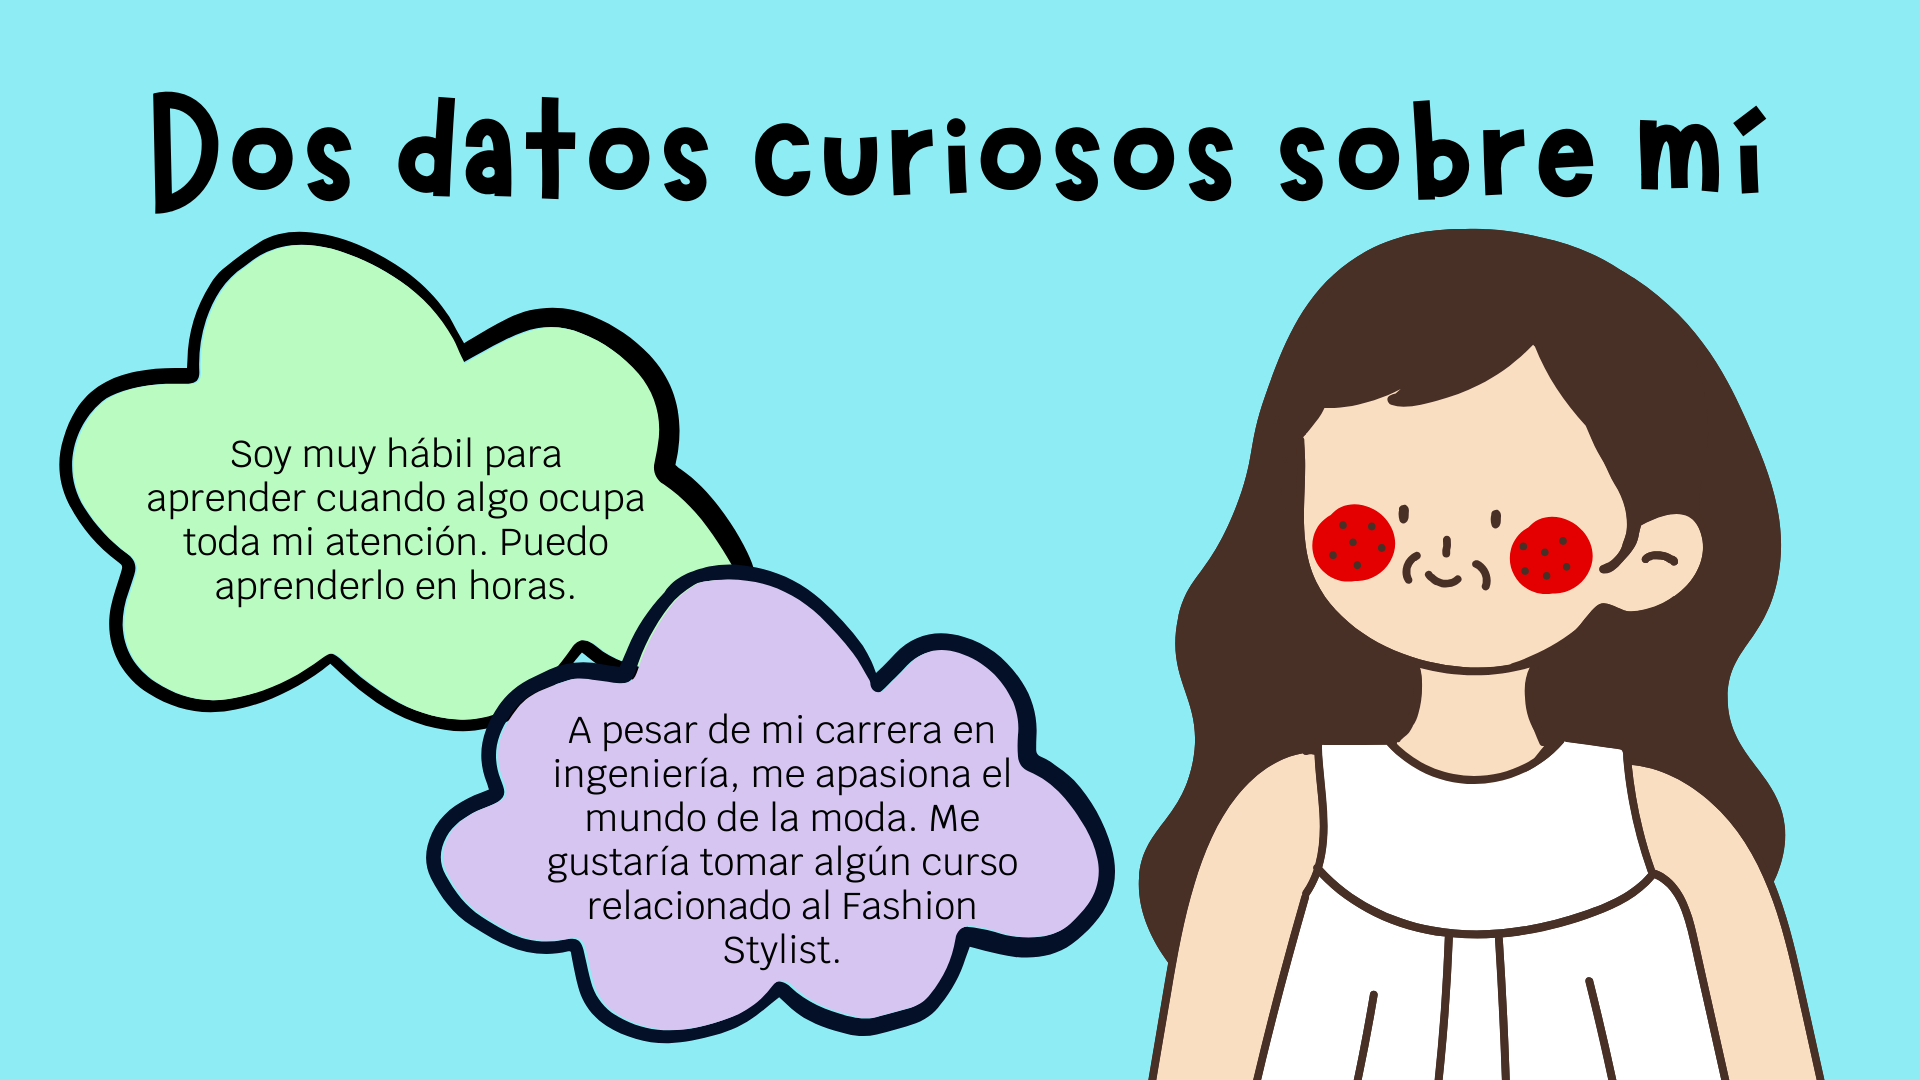 Dos datos curiosos sobre mí
Soy muy hábil para
aprender cuando algo ocupa
toda mi atención. Puedo
aprenderlo en horas.
A pesar de mi carrera en
ingeniería, me apasiona el
mundo de la moda. Me
gustaría tomar algún curso
relacionado al Fashion
Stylist.